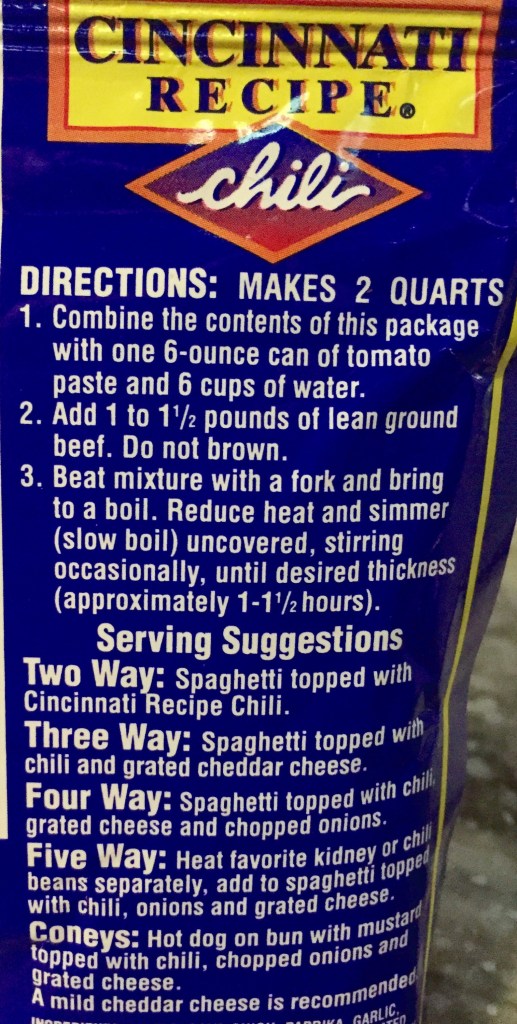 CINCINNATI
RECIPE®
chili
DIRECTIONS: MAKES 2 QUARTS
1. Combine the contents of this package
with one 6-ounce can of tomato
paste and 6 cups of water.
2. Add 1 to 1 1/2 pounds of lean ground
beef. Do not brown.
3. Beat mixture with a fork and bring
to a boil. Reduce heat and simmer
(slow boil) uncovered, stirring
occasionally, until desired thickness
(approximately 1-1 1/2 hours).
Serving Suggestions
Two Way: Spaghetti topped with
Cincinnati Recipe Chili.
Three Way: Spaghetti topped with
chili and grated cheddar cheese.
Four Way: Spaghetti topped with chili,
grated cheese and chopped onions.
Five Way: Heat favorite kidney or chili
beans separately, add to spaghetti topped
with chili, onions and grated cheese.
Coneys: Hot dog on bun with mustard
topped with chili, chopped onions and
grated cheese.
A mild cheddar cheese is recommended.
GARLIC,